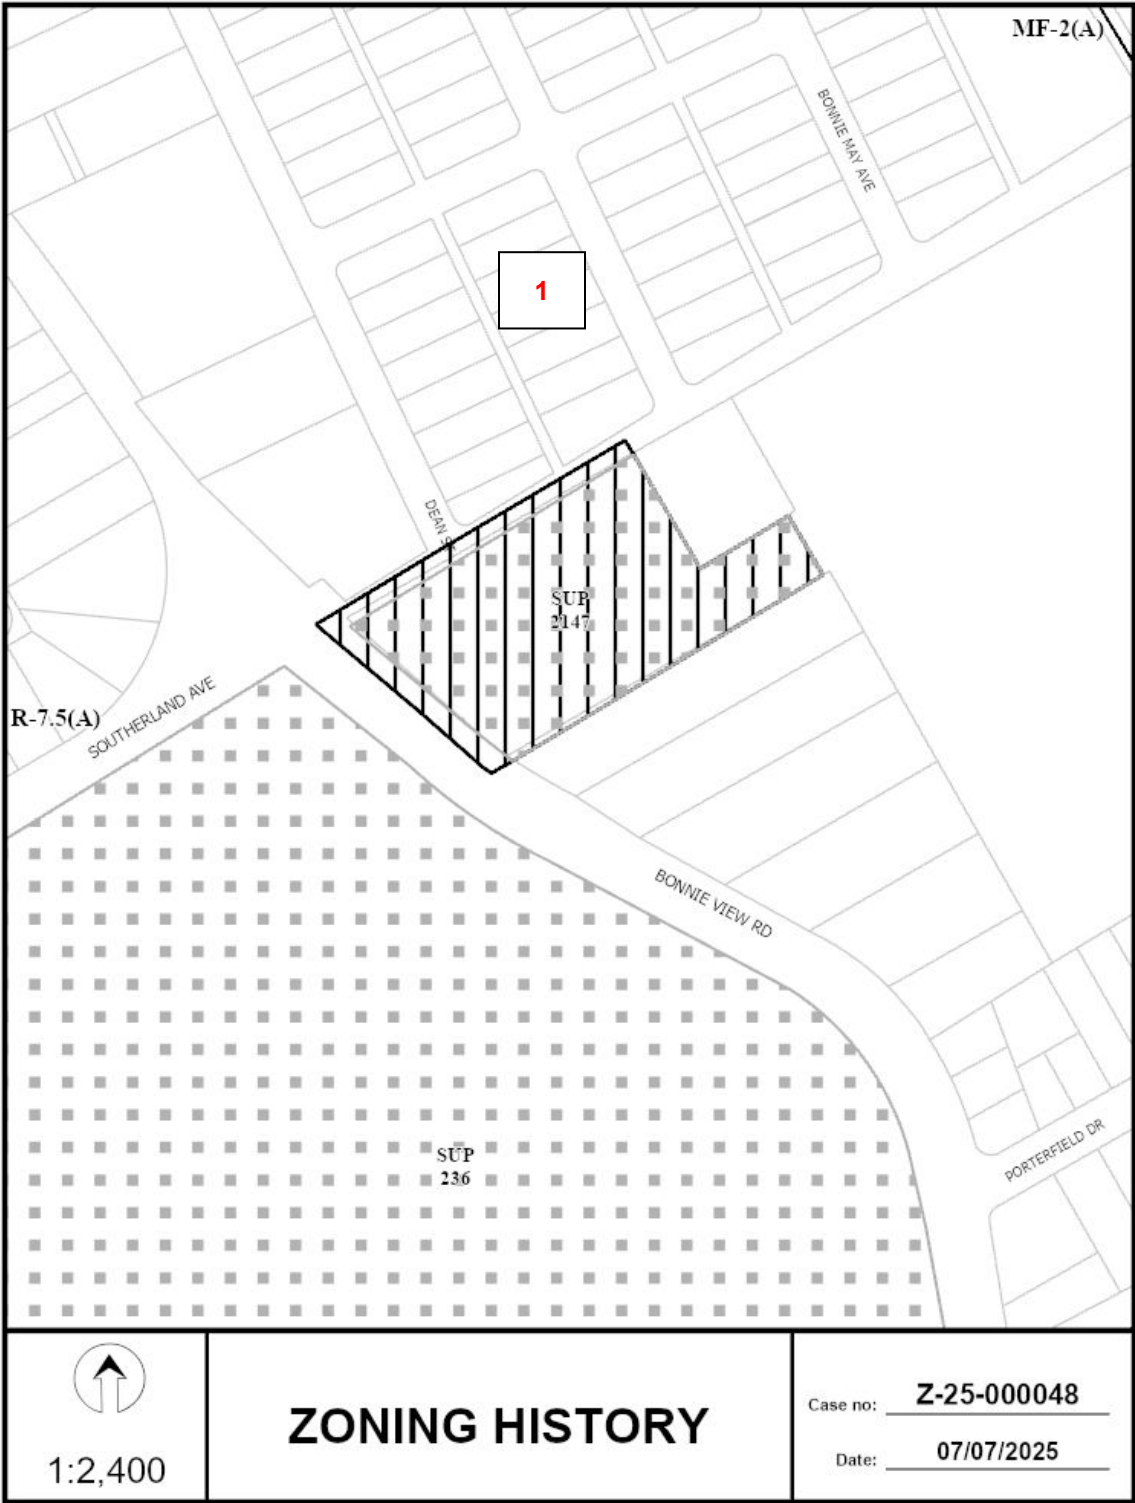 MF-2(A)
BONNIE MAY AVE
1
DEAN ST
SUP
2147
R-7.5(A)
SOUTHERLAND AVE
BONNIE VIEW RD
SUP
236
PORTERFIELD DR
1:2,400
ZONING HISTORY
Case no: Z-25-000048
Date: 07/07/2025